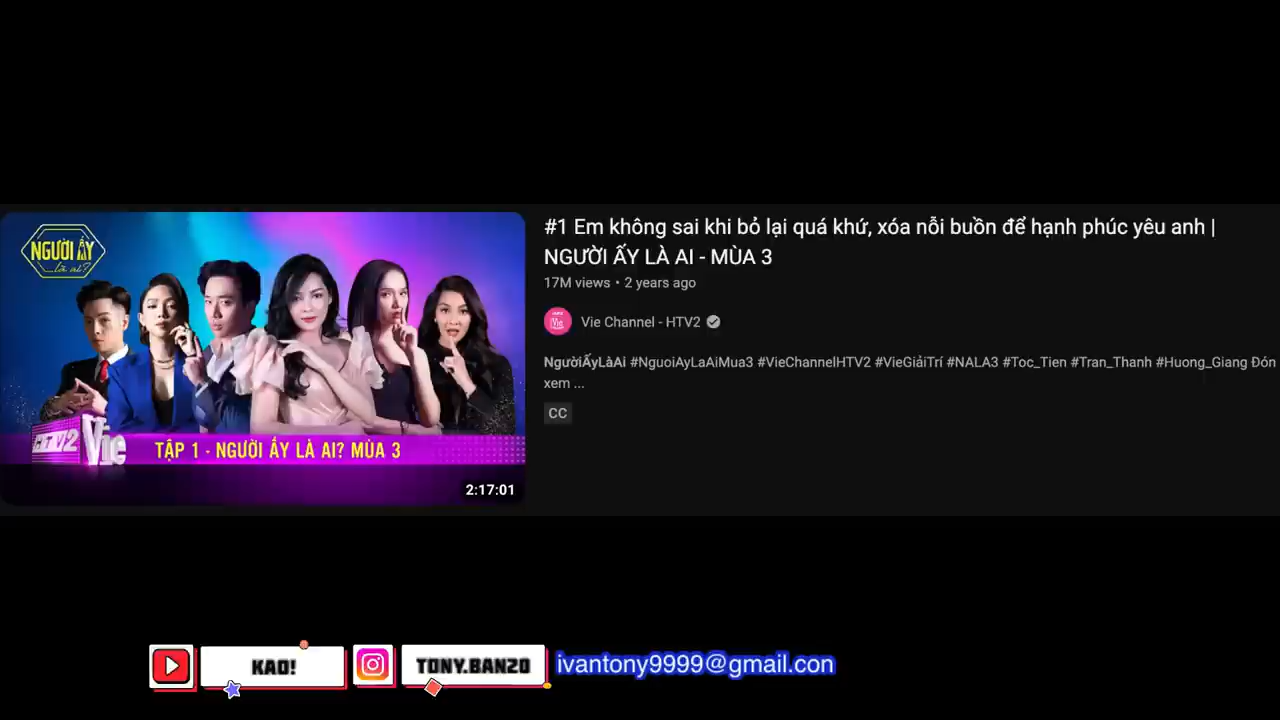 NGƯỜI ẤY
...là ai?
HTV2 Vie
TẬP 1 - NGƯỜI ẤY LÀ AI? MÙA 3
2:17:01
#1 Em không sai khi bỏ lại quá khứ, xóa nỗi buồn để hạnh phúc yêu anh |
NGƯỜI ẤY LÀ AI - MÙA 3
17M views • 2 years ago
Vie Channel - HTV2
NgườiẤyLàAi #NguoiAyLaAiMua3 #VieChannelHTV2 #VieGiảiTrí #NALA3 #Toc_Tien #Tran_Thanh #Huong_Giang Đón
xem ...
CC
KAO!
TONY.BANZO
ivantony9999@gmail.con